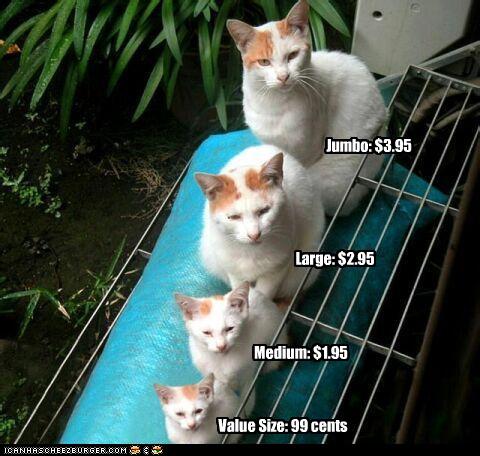 Jumbo: $3.95
Large: $2.95
Medium: $1.95
Value Size: 99 cents
ICANHASCHEEZBURGER.COM